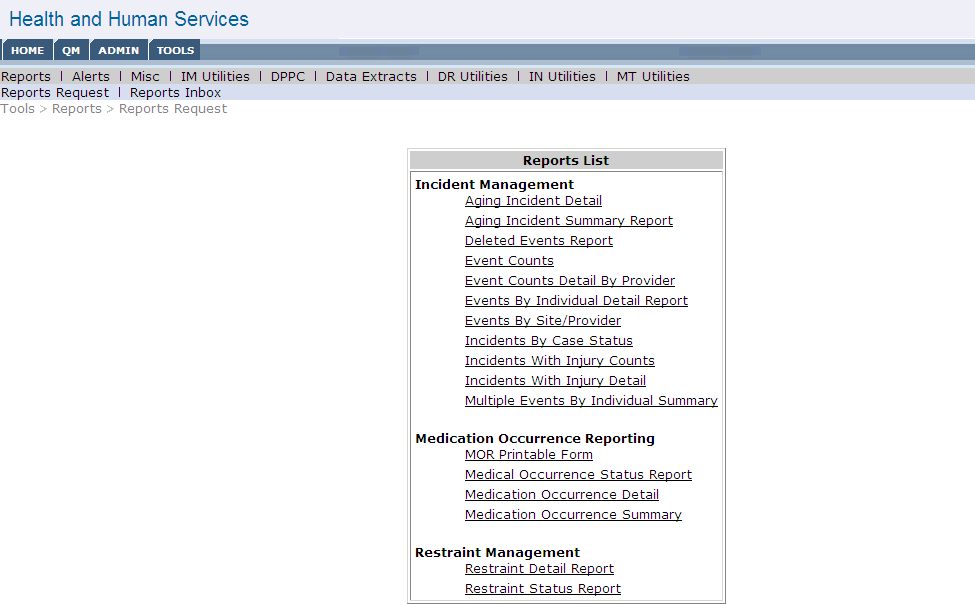 Health and Human Services
HOME QM ADMIN TOOLS
Reports | Alerts | Misc | IM Utilities | DPPC | Data Extracts | DR Utilities | IN Utilities | MT Utilities
Reports Request | Reports Inbox
Tools > Reports > Reports Request
Reports List
Incident Management
Aging Incident Detail
Aging Incident Summary Report
Deleted Events Report
Event Counts
Event Counts Detail By Provider
Events By Individual Detail Report
Events By Site/Provider
Incidents By Case Status
Incidents With Injury Counts
Incidents With Injury Detail
Multiple Events By Individual Summary
Medication Occurrence Reporting
MOR Printable Form
Medical Occurrence Status Report
Medication Occurrence Detail
Medication Occurrence Summary
Restraint Management
Restraint Detail Report
Restraint Status Report